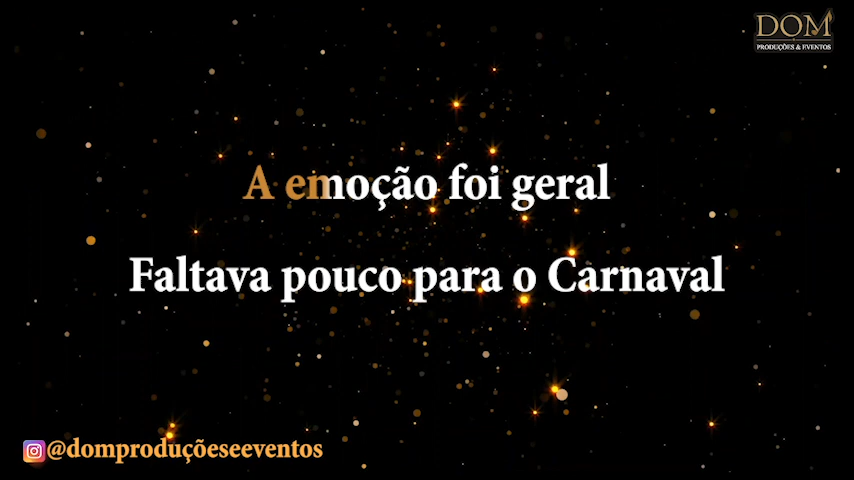 DOM
PRODUÇÕES & EVENTOS
A emoção foi geral
Faltava pouco para o Carnaval
@domproduçõeseeventos